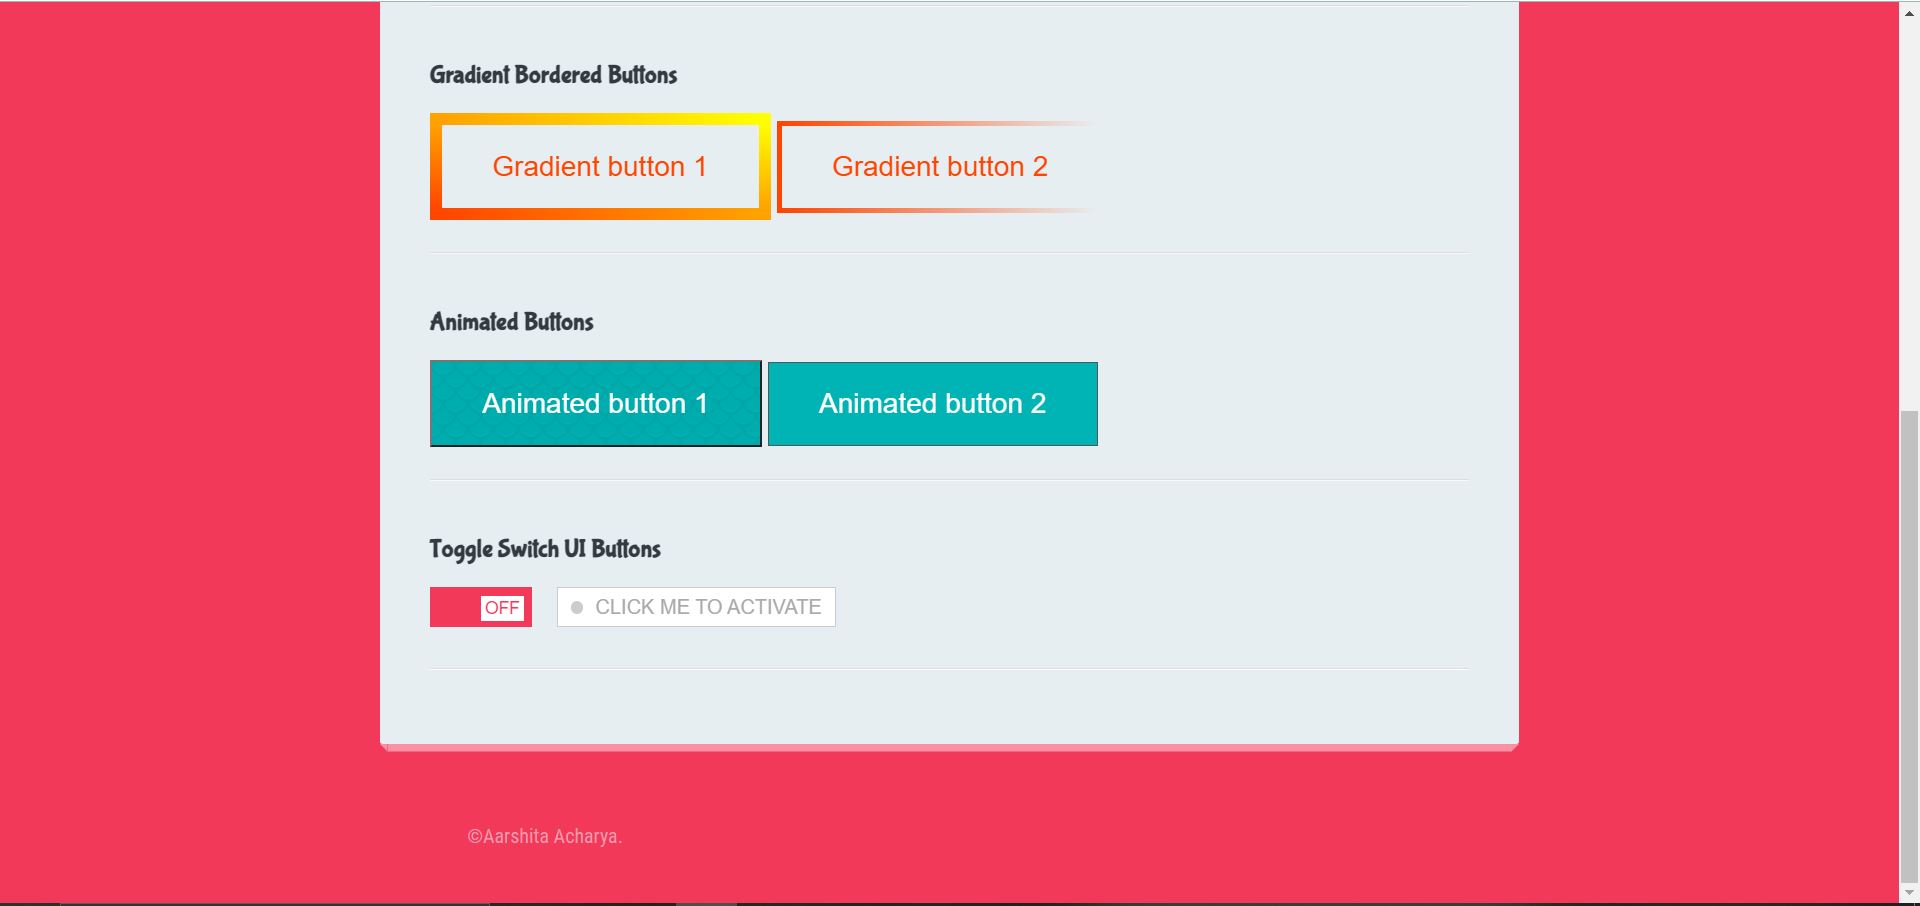 Gradient Bordered Buttons
Gradient button 1
Gradient button 2
Animated Buttons
Animated button 1
Animated button 2
Toggle Switch UI Buttons
OFF
CLICK ME TO ACTIVATE
©Aarshita Acharya.